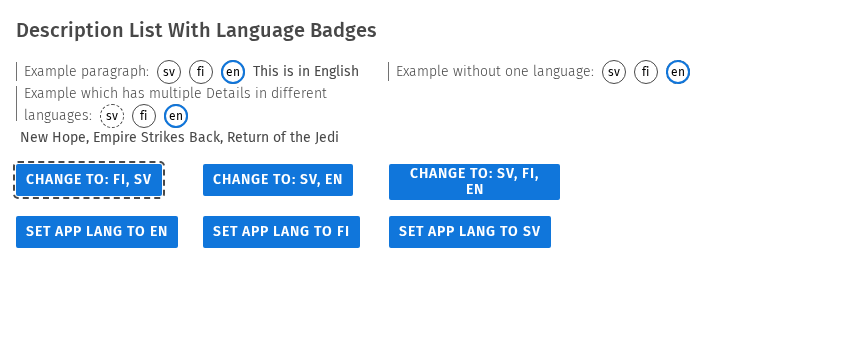 Description List With Language Badges
Example paragraph: sv fi en This is in English
Example without one language: sv fi en
Example which has multiple Details in different
languages: sv fi en
New Hope, Empire Strikes Back, Return of the Jedi
CHANGE TO: FI, SV
CHANGE TO: SV, EN
CHANGE TO: SV, FI,
EN
SET APP LANG TO EN
SET APP LANG TO FI
SET APP LANG TO SV